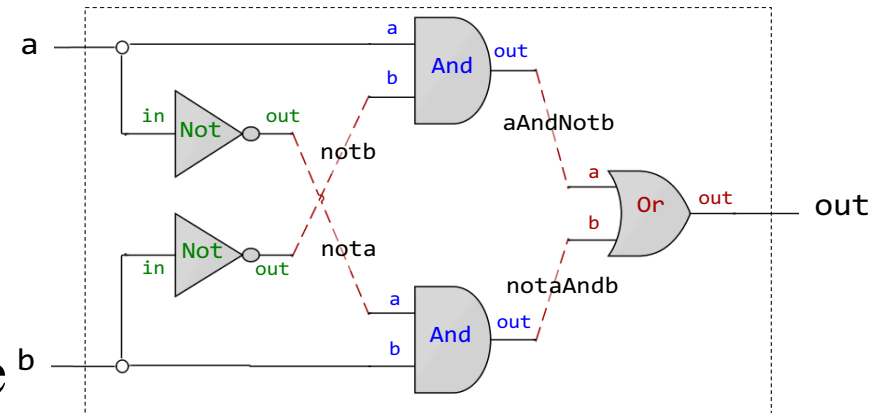 a
a
out
b
And
in
Not
out
notb
aAndNotb
a
Or
out
out
b
Not
in
out
nota
notaAndb
a
And
out
b
e
b